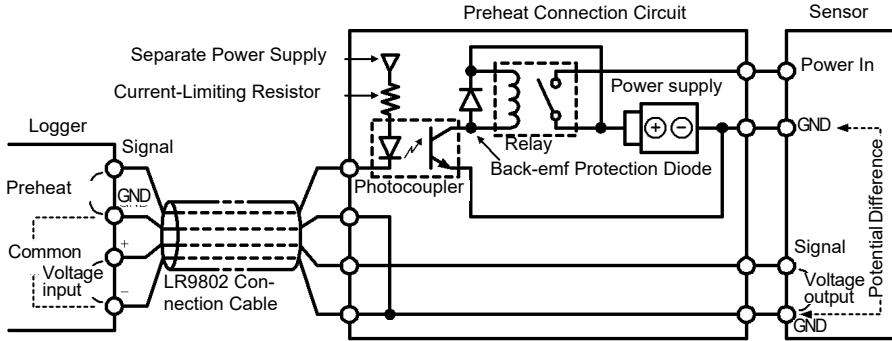 Preheat Connection Circuit
Sensor
Separate Power Supply
Power In
Current-Limiting Resistor
Power supply
+ −
Logger
Signal
GND
Relay
Back-emf Protection Diode
Preheat
GND
Photocoupler
Common
+
Voltage
input
−
LR9802 Con-
nection Cable
Signal
Voltage
output
GND
Potential Difference